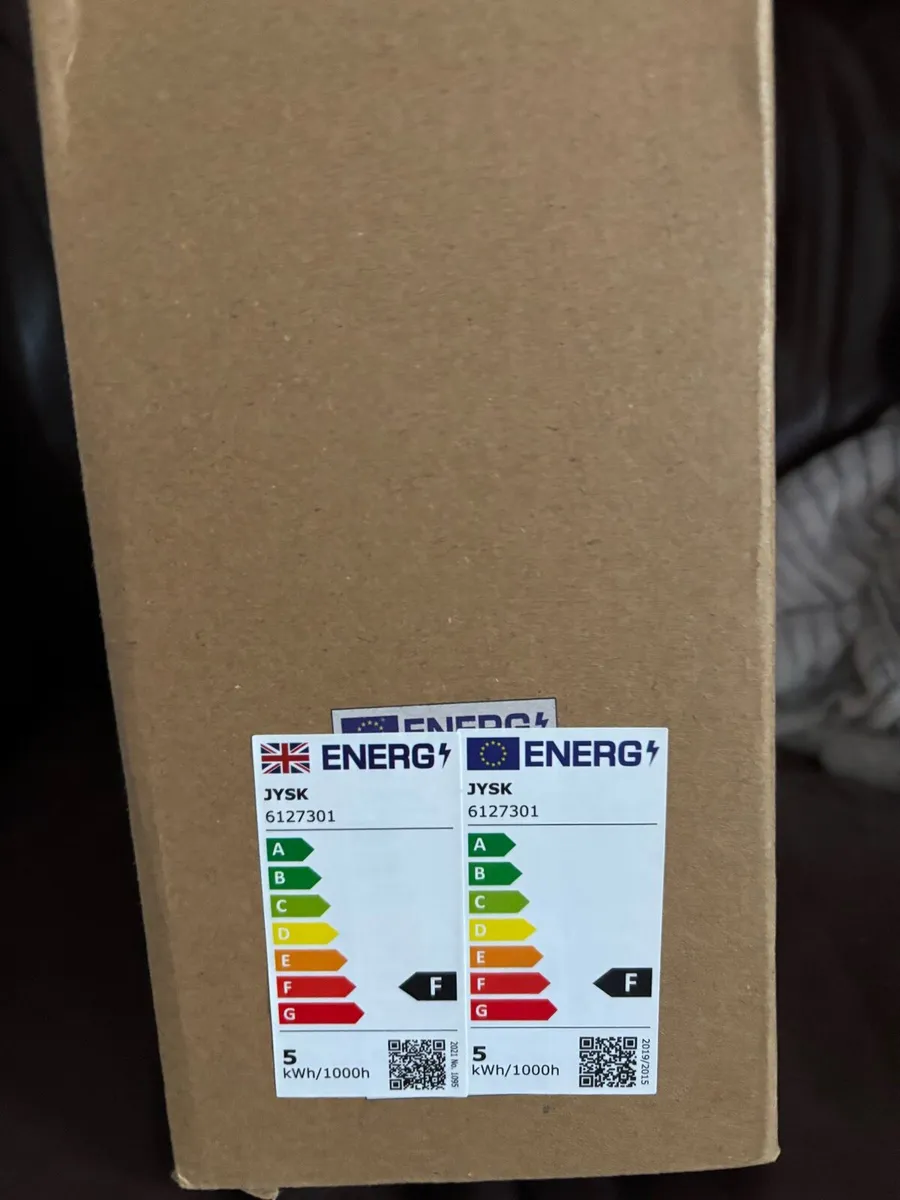 ENERG
ENERG
JYSK
6127301
A
B
C
D
E
F
G
F
5
kWh/1000h
2021 No. 1095
ENERG
JYSK
6127301
A
B
C
D
E
F
G
F
5
kWh/1000h
2019/2015